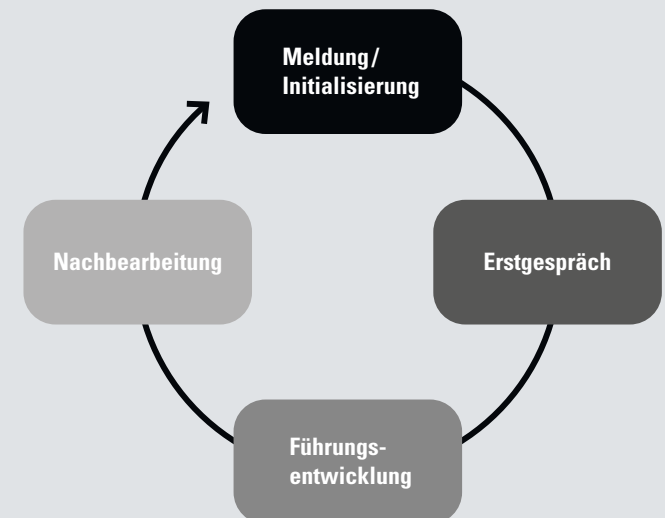 Meldung/
Initialisierung
Erstgespräch
Führungs-
entwicklung
Nachbearbeitung